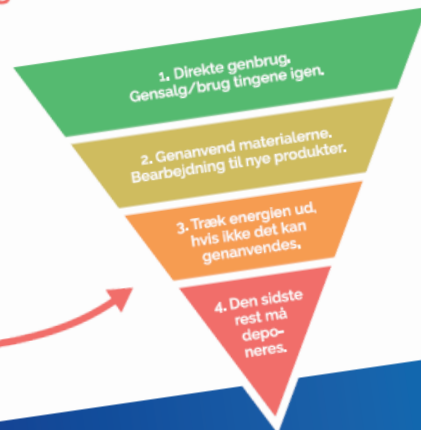 1. Direkte genbrug.
Gensalg/brug tingene igen.
2. Genanvend materialerne.
Bearbejdning til nye produkter.
3. Træk energien ud,
hvis ikke det kan
genanvendes.
4. Den sidste
rest må
depo-
neres.